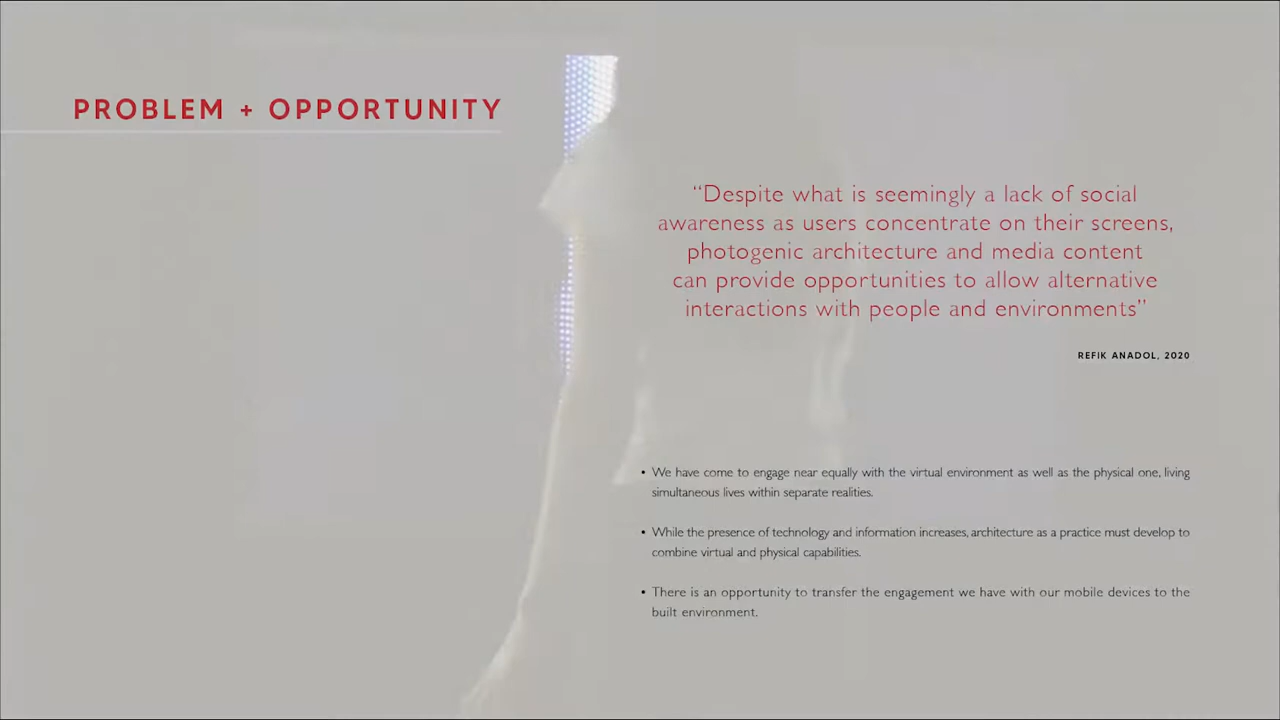 PROBLEM + OPPORTUNITY
“Despite what is seemingly a lack of social
awareness as users concentrate on their screens,
photogenic architecture and media content
can provide opportunities to allow alternative
interactions with people and environments”
REFIK ANADOL, 2020
• We have come to engage near equally with the virtual environment as well as the physical one, living
simultaneous lives within separate realities.
• While the presence of technology and information increases, architecture as a practice must develop to
combine virtual and physical capabilities.
• There is an opportunity to transfer the engagement we have with our mobile devices to the
built environment.